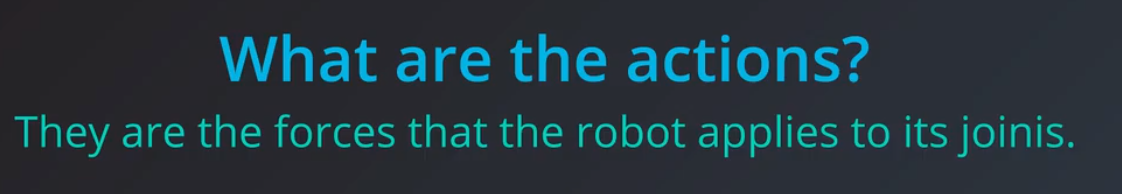 What are the actions?
They are the forces that the robot applies to its joinis.